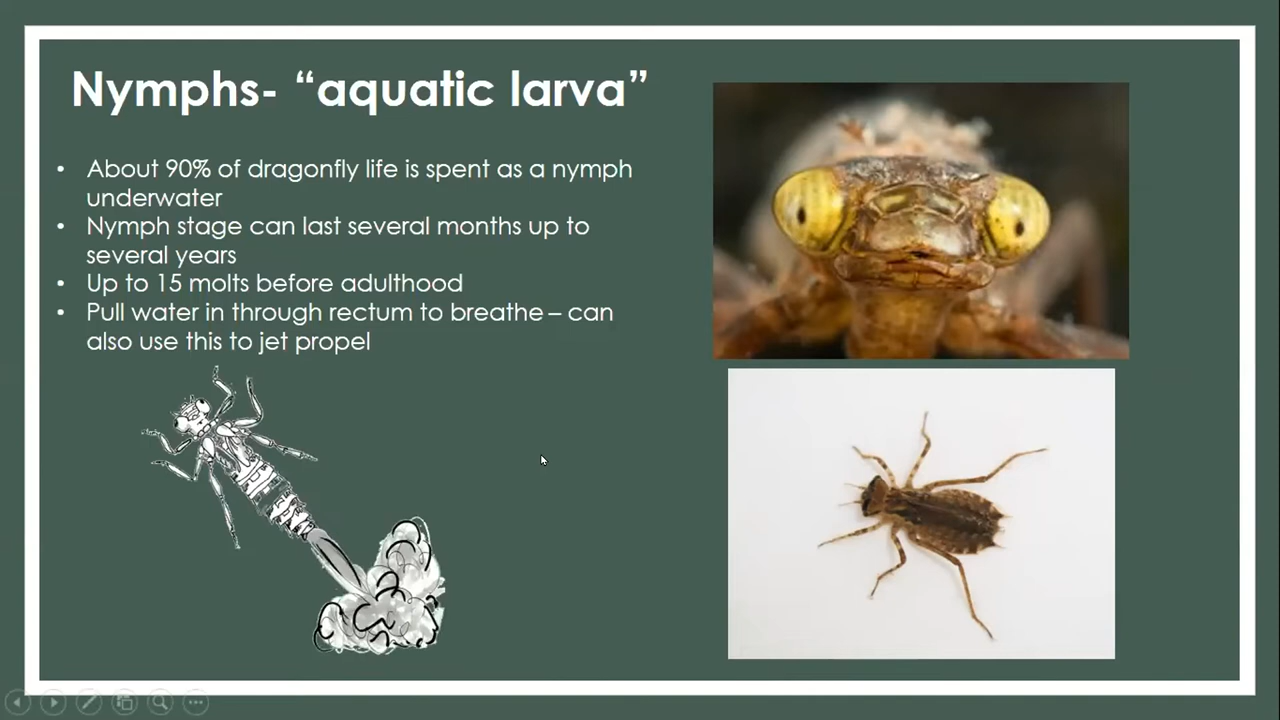 Nymphs- “aquatic larva”
• About 90% of dragonfly life is spent as a nymph
underwater
• Nymph stage can last several months up to
several years
• Up to 15 molts before adulthood
• Pull water in through rectum to breathe – can
also use this to jet propel